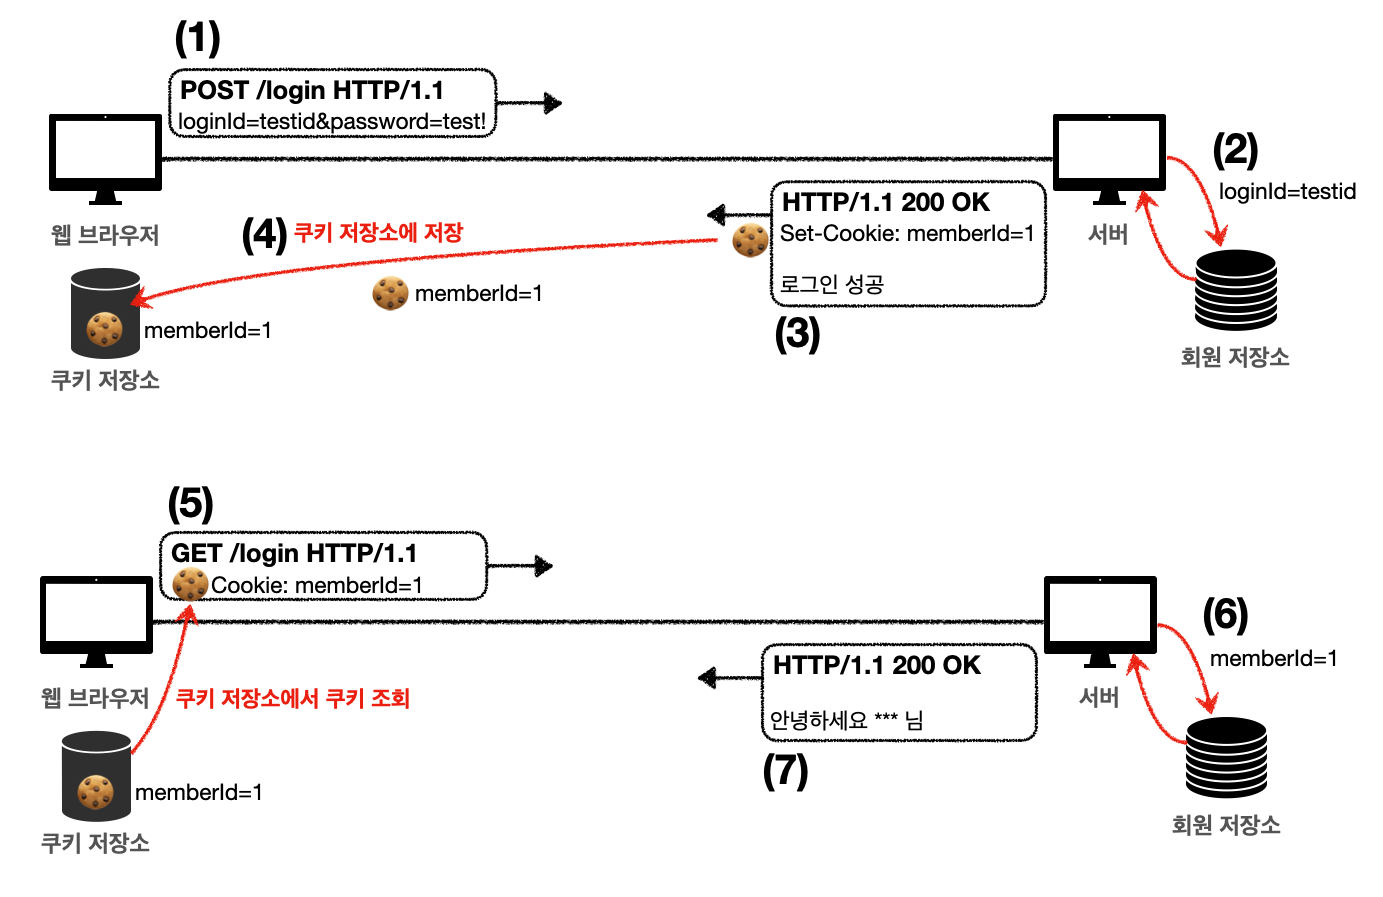 (1)
POST /login HTTP/1.1
loginId=testid&password=test!
웹 브라우저
서버
(2)
loginId=testid
회원 저장소
HTTP/1.1 200 OK
Set-Cookie: memberId=1
로그인 성공
(3)
(4) 쿠키 저장소에 저장
memberId=1
memberId=1
쿠키 저장소
(5)
GET /login HTTP/1.1
Cookie: memberId=1
웹 브라우저
쿠키 저장소에서 쿠키 조회
memberId=1
쿠키 저장소
서버
(6)
memberId=1
회원 저장소
HTTP/1.1 200 OK
안녕하세요 *** 님
(7)